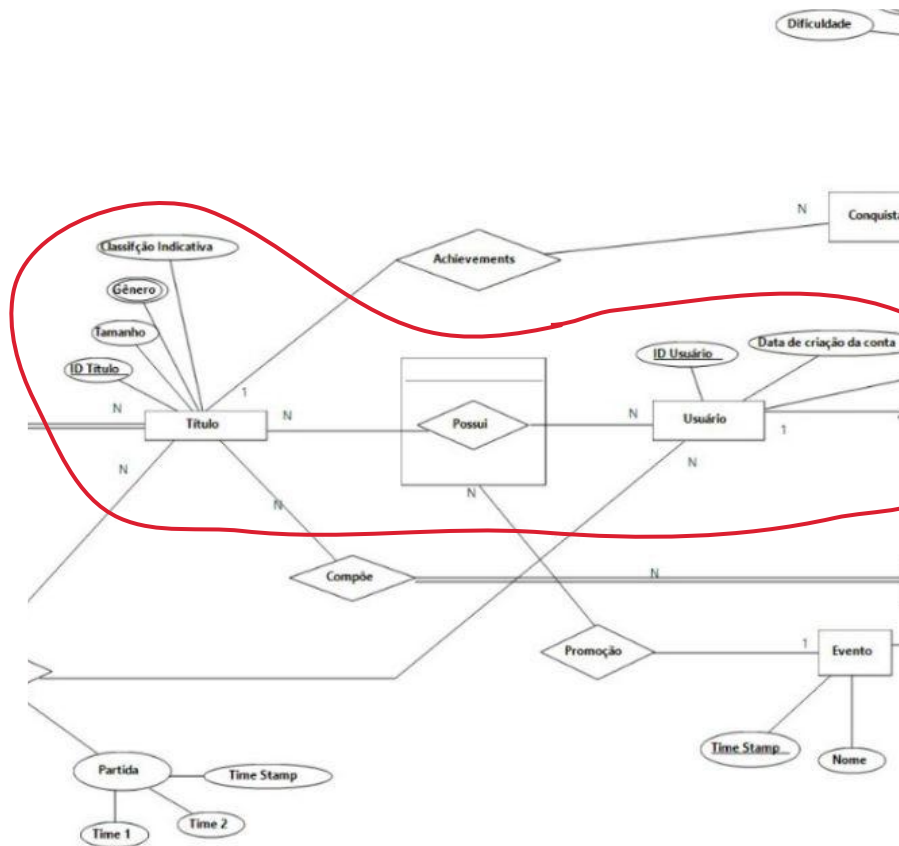 Dificuldade
Classifção Indicativa
Gênero
Tamanho
ID Título
N
Título
N
1
N
N
Achievements
N
Possui
N
N
ID Usuário
Data de criação da conta
Usuário
1
N
Compõe
N
Promoção
1
Evento
Time Stamp
Nome
Partida
Time Stamp
Time 1
Time 2